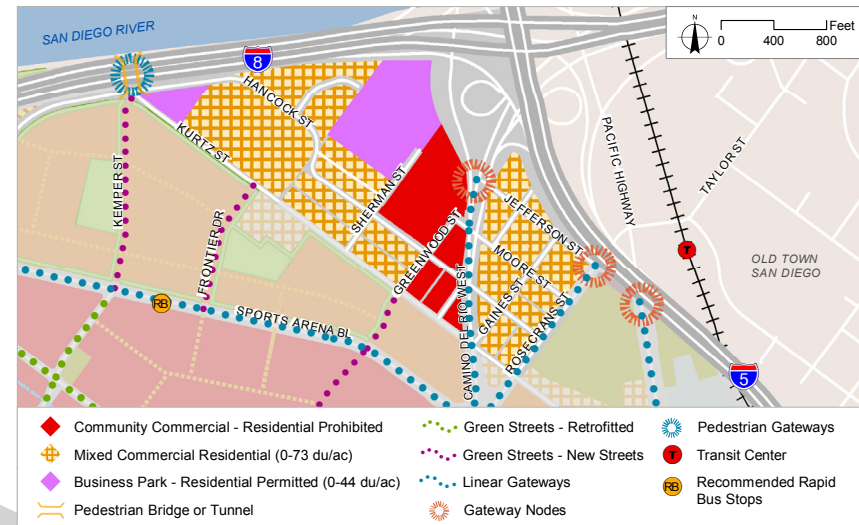 SAN DIEGO RIVER
8
N
Feet
0 400 800
HANCOCK ST
KURTZ ST
KEMPER ST
FRONTIER DR
SHERMAN ST
GREENWOOD ST
JEFFERSON ST
MOORE ST
GAINES ST
CAMINO DEL RIO WEST
ROSECRANS ST
PACIFIC HIGHWAY
TAYLOR ST
T
OLD TOWN
SAN DIEGO
RB
SPORTS ARENA BL
5
Community Commercial - Residential Prohibited
Mixed Commercial Residential (0-73 du/ac)
Business Park - Residential Permitted (0-44 du/ac)
Pedestrian Bridge or Tunnel
Green Streets - Retrofitted
Green Streets - New Streets
Linear Gateways
Gateway Nodes
Pedestrian Gateways
T Transit Center
RB Recommended Rapid
Bus Stops